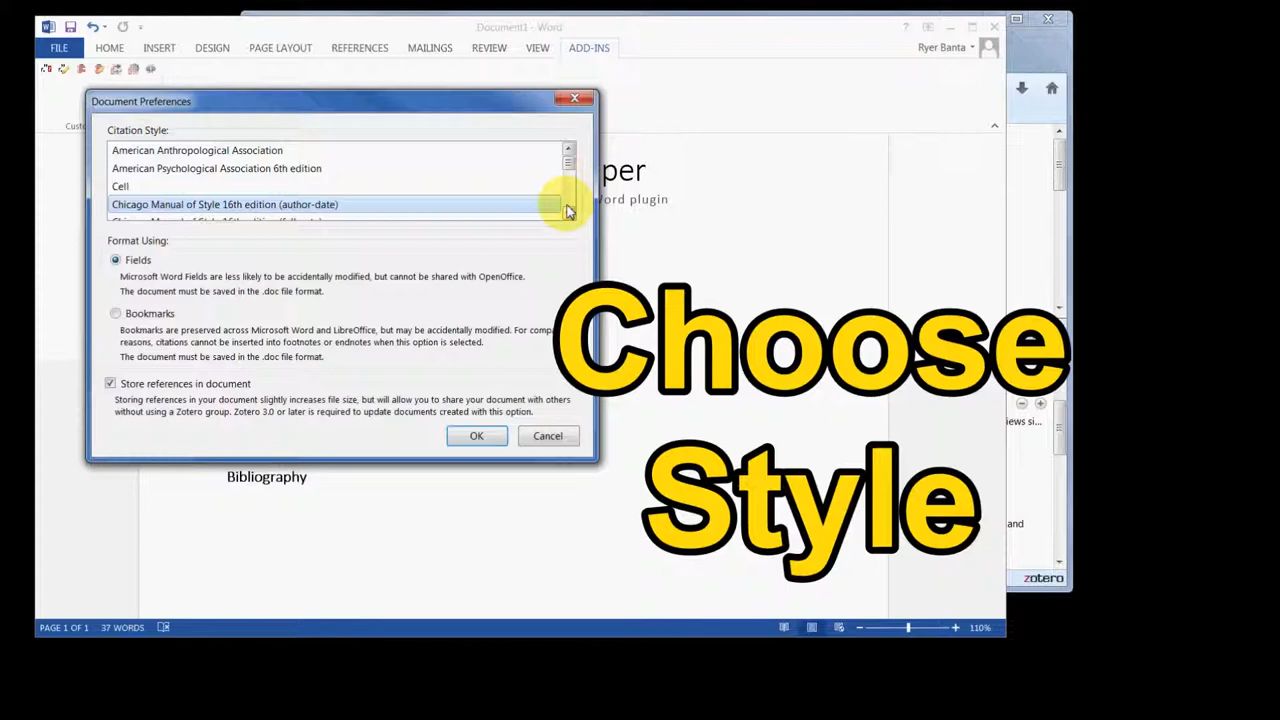 Document1 - Word
FILE HOME INSERT DESIGN PAGE LAYOUT REFERENCES MAILINGS REVIEW VIEW ADD-INS Ryer Banta
Document Preferences
Citation Style:
American Anthropological Association
American Psychological Association 6th edition
Cell
Chicago Manual of Style 16th edition (author-date)
per
ord plugin
Format Using:
Fields
Microsoft Word Fields are less likely to be accidentally modified, but cannot be shared with OpenOffice.
The document must be saved in the .doc file format.
Bookmarks
Bookmarks are preserved across Microsoft Word and LibreOffice, but may be accidentally modified. For compa
reasons, citations cannot be inserted into footnotes or endnotes when this option is selected.
The document must be saved in the .doc file format.
Store references in document
Storing references in your document slightly increases file size, but will allow you to share your document with others
without using a Zotero group. Zotero 3.0 or later is required to update documents created with this option.
OK Cancel
Choose
Style
iews si...
Bibliography
and
zotero
PAGE 1 OF 1 37 WORDS 110%